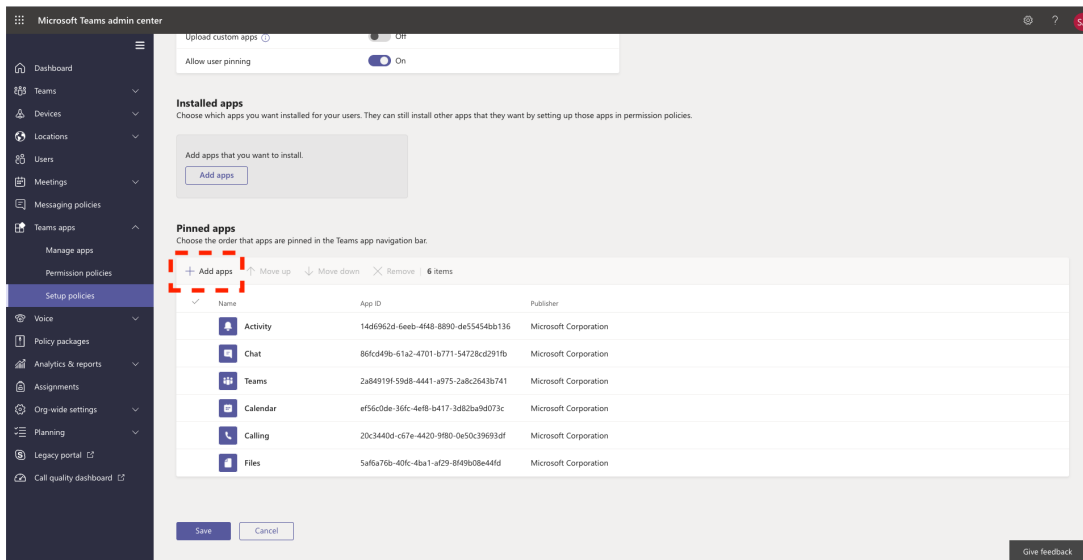 Microsoft Teams admin center
?
S
Dashboard
Teams
Devices
Locations
Users
Meetings
Messaging policies
Teams apps
Manage apps
Permission policies
Setup policies
Voice
Policy packages
Analytics & reports
Assignments
Org-wide settings
Planning
Legacy portal
Call quality dashboard
Upload custom apps Off
Allow user pinning On
Installed apps
Choose which apps you want installed for your users. They can still install other apps that they want by setting up those apps in permission policies.
Add apps that you want to install.
Add apps
Pinned apps
Choose the order that apps are pinned in the Teams app navigation bar.
+ Add apps ↑ Move up ↓ Move down × Remove | 6 items
Name App ID Publisher
Activity 14d6962d-6eeb-4f48-8890-de55454bb136 Microsoft Corporation
Chat 86fcd49b-61a2-4701-b771-54728cd291fb Microsoft Corporation
Teams 2a84919f-59d8-4441-a975-2a8c2643b741 Microsoft Corporation
Calendar ef56c0de-36fc-4ef8-b417-3d82ba9d073c Microsoft Corporation
Calling 20c3440d-c67e-4420-9f80-0e50c39693df Microsoft Corporation
Files 5af6a76b-40fc-4ba1-af29-8f49b08e44fd Microsoft Corporation
Save Cancel
Give feedback